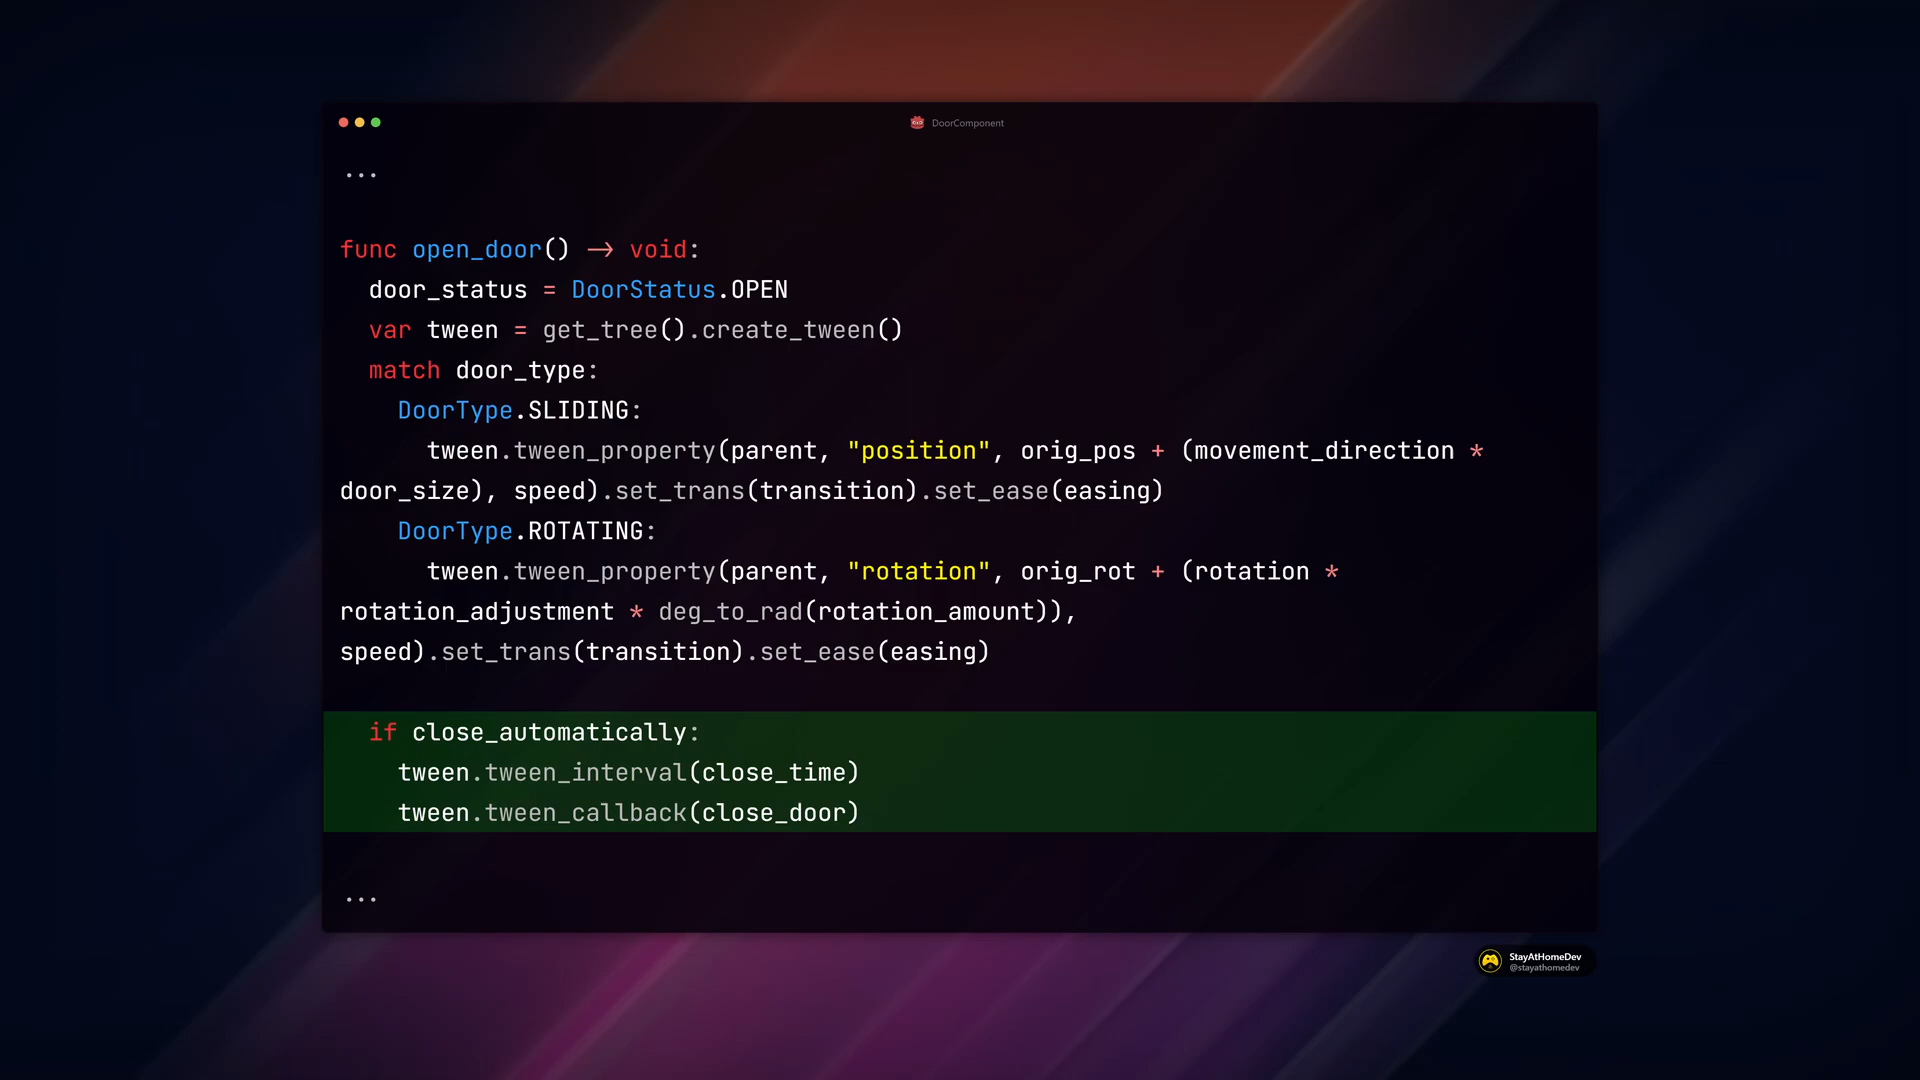 DoorComponent
...
func open_door() -> void:
  door_status = DoorStatus.OPEN
  var tween = get_tree().create_tween()
  match door_type:
    DoorType.SLIDING:
      tween.tween_property(parent, "position", orig_pos + (movement_direction *
door_size), speed).set_trans(transition).set_ease(easing)
    DoorType.ROTATING:
      tween.tween_property(parent, "rotation", orig_rot + (rotation *
rotation_adjustment * deg_to_rad(rotation_amount)),
speed).set_trans(transition).set_ease(easing)
  if close_automatically:
    tween.tween_interval(close_time)
    tween.tween_callback(close_door)
...
StayAtHomeDev
@stayathomedev